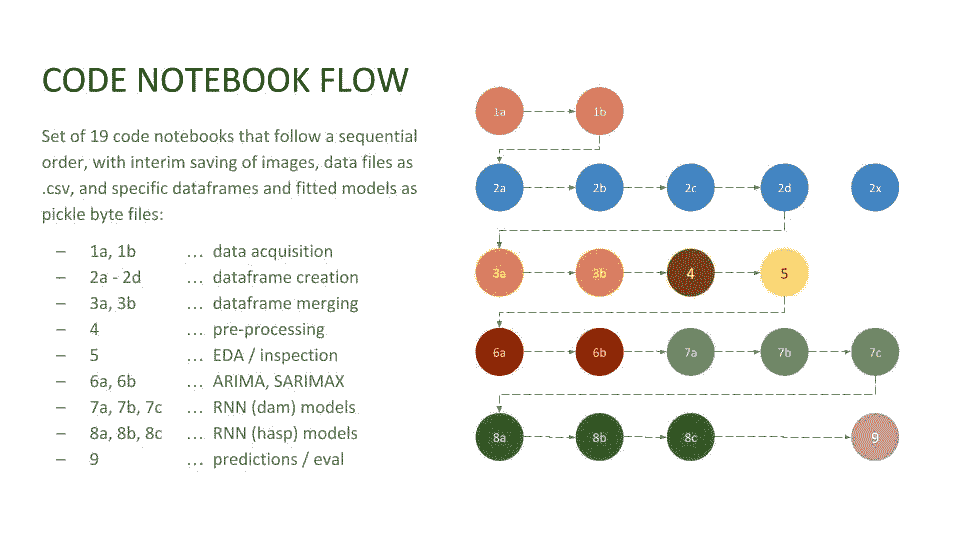 CODE NOTEBOOK FLOW
Set of 19 code notebooks that follow a sequential
order, with interim saving of images, data files as
.csv, and specific dataframes and fitted models as
pickle byte files:
– 1a, 1b … data acquisition
– 2a - 2d … dataframe creation
– 3a, 3b … dataframe merging
– 4 … pre-processing
– 5 … EDA / inspection
– 6a, 6b … ARIMA, SARIMAX
– 7a, 7b, 7c … RNN (dam) models
– 8a, 8b, 8c … RNN (hasp) models
– 9 … predictions / eval
1a 1b
2a 2b 2c 2d 2x
3a 3b 4 5
6a 6b 7a 7b 7c
8a 8b 8c 9